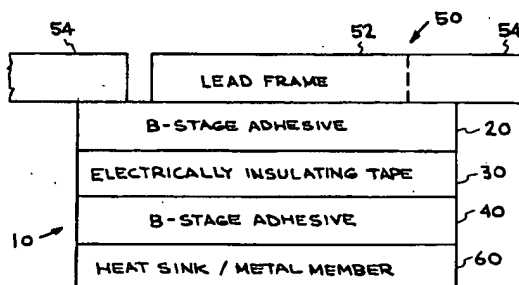 50
54
52
54
LEAD FRAME
B-STAGE ADHESIVE
20
ELECTRICALLY INSULATING TAPE
30
B-STAGE ADHESIVE
40
10
HEAT SINK / METAL MEMBER
60